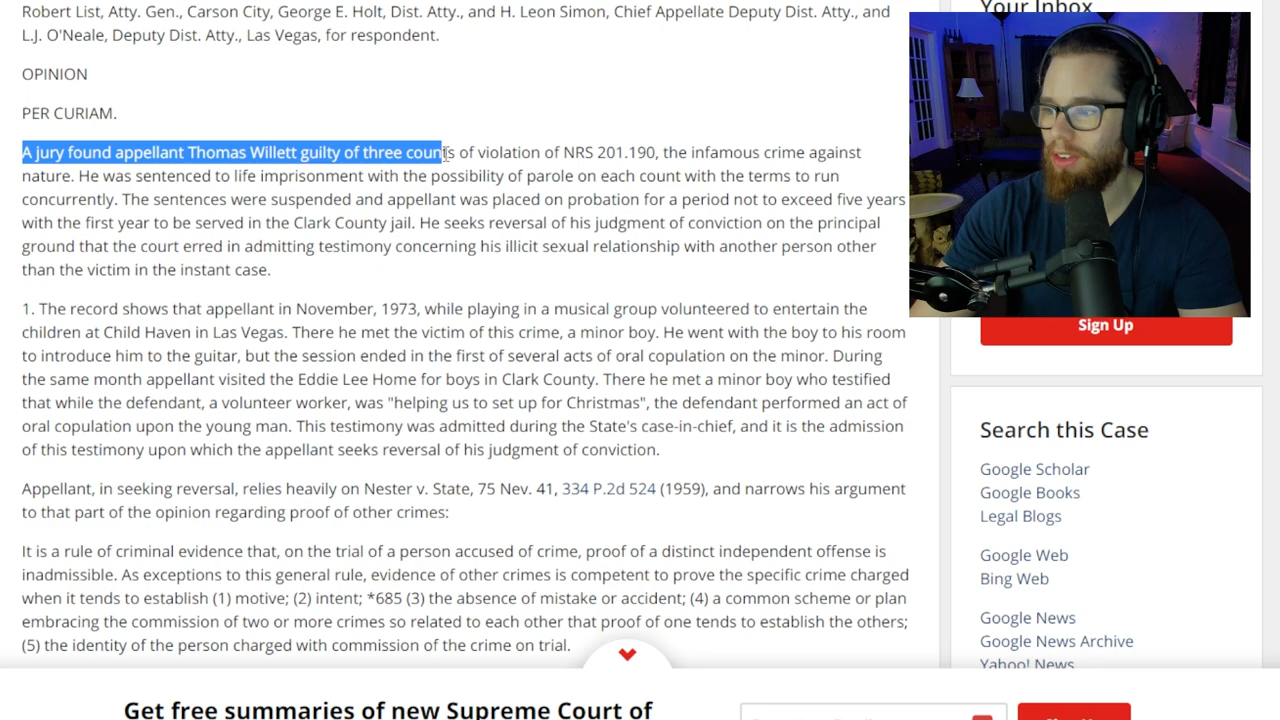 Robert List, Atty. Gen., Carson City, George E. Holt, Dist. Atty., and H. Leon Simon, Chief Appellate Deputy Dist. Atty., and
L.J. O'Neale, Deputy Dist. Atty., Las Vegas, for respondent.
OPINION
PER CURIAM.
A jury found appellant Thomas Willett guilty of three counts of violation of NRS 201.190, the infamous crime against
nature. He was sentenced to life imprisonment with the possibility of parole on each count with the terms to run
concurrently. The sentences were suspended and appellant was placed on probation for a period not to exceed five years
with the first year to be served in the Clark County jail. He seeks reversal of his judgment of conviction on the principal
ground that the court erred in admitting testimony concerning his illicit sexual relationship with another person other
than the victim in the instant case.
1. The record shows that appellant in November, 1973, while playing in a musical group volunteered to entertain the
children at Child Haven in Las Vegas. There he met the victim of this crime, a minor boy. He went with the boy to his room
to introduce him to the guitar, but the session ended in the first of several acts of oral copulation on the minor. During
the same month appellant visited the Eddie Lee Home for boys in Clark County. There he met a minor boy who testified
that while the defendant, a volunteer worker, was "helping us to set up for Christmas", the defendant performed an act of
oral copulation upon the young man. This testimony was admitted during the State's case-in-chief, and it is the admission
of this testimony upon which the appellant seeks reversal of his judgment of conviction.
Appellant, in seeking reversal, relies heavily on Nester v. State, 75 Nev. 41, 334 P.2d 524 (1959), and narrows his argument
to that part of the opinion regarding proof of other crimes:
It is a rule of criminal evidence that, on the trial of a person accused of crime, proof of a distinct independent offense is
inadmissible. As exceptions to this general rule, evidence of other crimes is competent to prove the specific crime charged
when it tends to establish (1) motive; (2) intent; *685 (3) the absence of mistake or accident; (4) a common scheme or plan
embracing the commission of two or more crimes so related to each other that proof of one tends to establish the others;
(5) the identity of the person charged with commission of the crime on trial.
Get free summaries of new Supreme Court of
Your Inbox
Sign Up
Search this Case
Google Scholar
Google Books
Legal Blogs
Google Web
Bing Web
Google News
Google News Archive
Yahoo! News